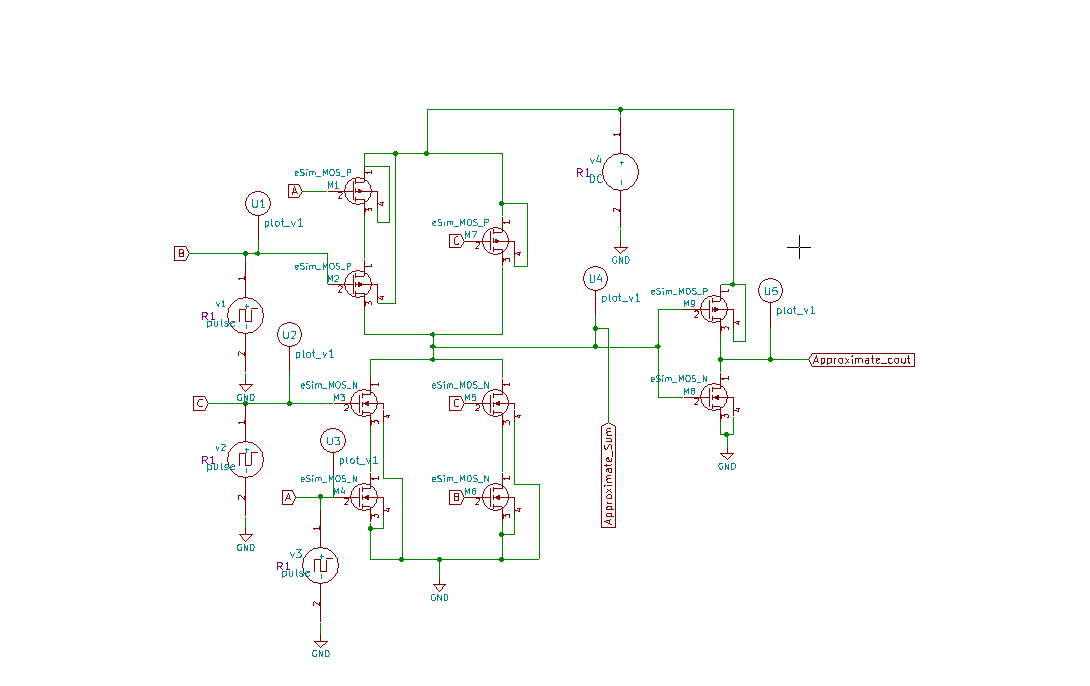 eSim_MOS_P
M1
1
2
3
4
A
U1
plot_v1
B
eSim_MOS_P
M2
1
2
3
4
eSim_MOS_P
M7
C
1
2
3
4
v4
R1
DC
+
-
1
2
GND
v1
R1
pulse
+
-
1
2
GND
U2
plot_v1
U4
plot_v1
eSim_MOS_P
M9
1
2
3
4
U5
plot_v1
Approximate_cout
eSim_MOS_N
M8
1
2
3
4
GND
C
eSim_MOS_N
M3
1
2
3
4
eSim_MOS_N
M5
C
1
2
3
4
v2
R1
pulse
+
-
1
2
GND
U3
plot_v1
A
eSim_MOS_N
M4
1
2
3
4
eSim_MOS_N
M6
B
1
2
3
4
Approximate_Sum
v3
R1
pulse
+
-
1
2
GND
GND